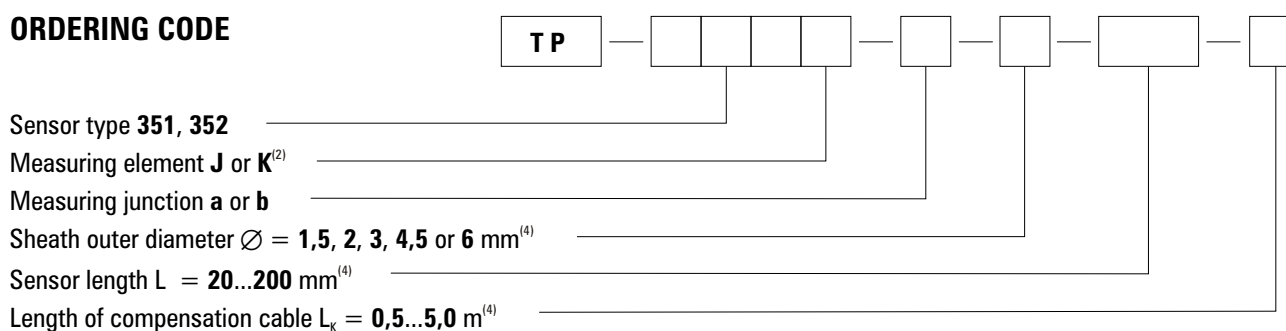 ORDERING CODE
T P
Sensor type 351, 352
Measuring element J or K(2)
Measuring junction a or b
Sheath outer diameter ∅ = 1,5, 2, 3, 4,5 or 6 mm(4)
Sensor length L = 20...200 mm(4)
Length of compensation cable LK = 0,5...5,0 m(4)